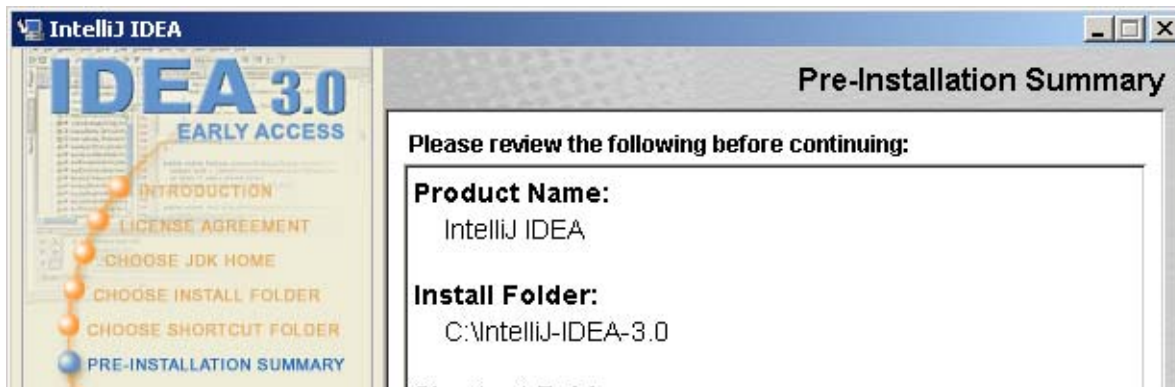 IntelliJ IDEA
IDEA 3.0
EARLY ACCESS
INTRODUCTION
LICENSE AGREEMENT
CHOOSE JDK HOME
CHOOSE INSTALL FOLDER
CHOOSE SHORTCUT FOLDER
PRE-INSTALLATION SUMMARY
Pre-Installation Summary
Please review the following before continuing:
Product Name:
IntelliJ IDEA
Install Folder:
C:\IntelliJ-IDEA-3.0